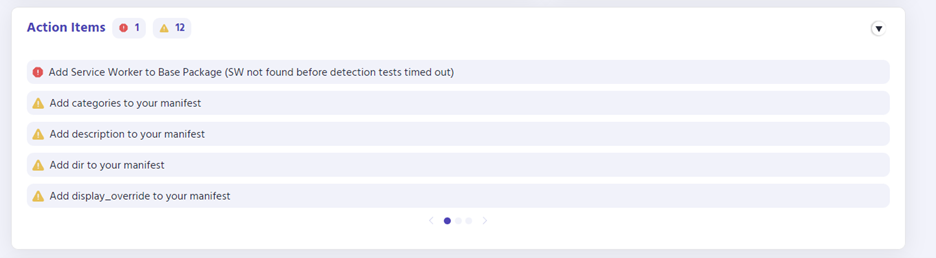 Action Items 1 12
Add Service Worker to Base Package (SW not found before detection tests timed out)
Add categories to your manifest
Add description to your manifest
Add dir to your manifest
Add display_override to your manifest